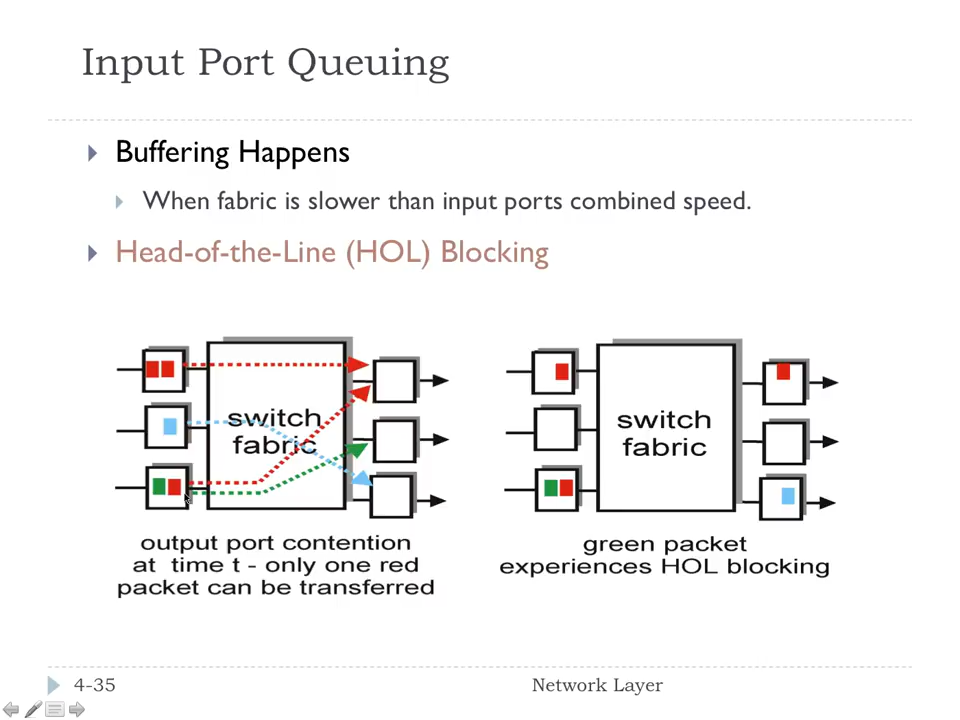 Input Port Queuing
Buffering Happens
When fabric is slower than input ports combined speed.
Head-of-the-Line (HOL) Blocking
switch
fabric
switch
fabric
output port contention
at time t - only one red
packet can be transferred
green packet
experiences HOL blocking
4-35
Network Layer